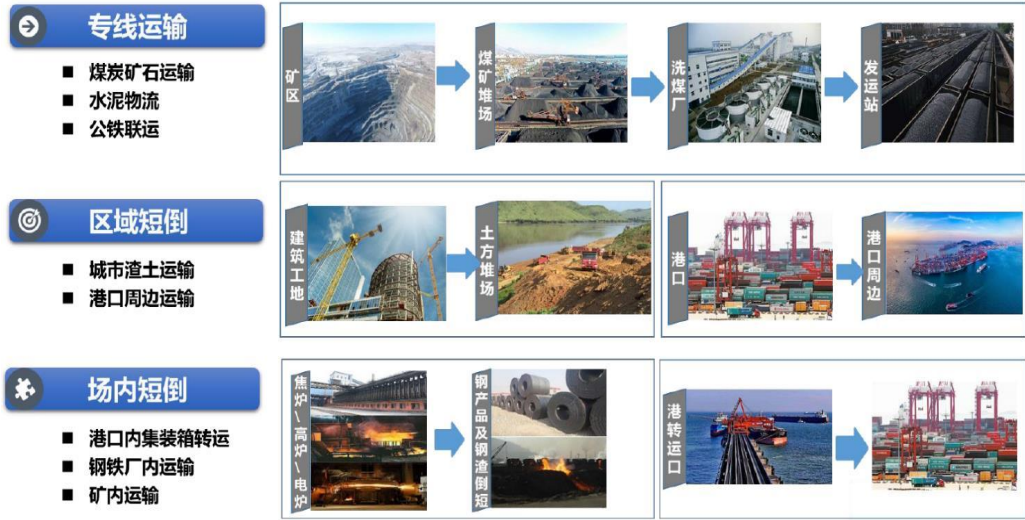 专线运输
■ 煤炭矿石运输
■ 水泥物流
■ 公铁联运
矿区
煤矿堆场
洗煤厂
发运站
区域短倒
■ 城市渣土运输
■ 港口周边运输
建筑工地
土方堆场
港口
港口周边
场内短倒
■ 港口内集装箱转运
■ 钢铁厂内运输
■ 矿内运输
焦炉\高炉\电炉
钢产品及钢渣倒短
港转运口